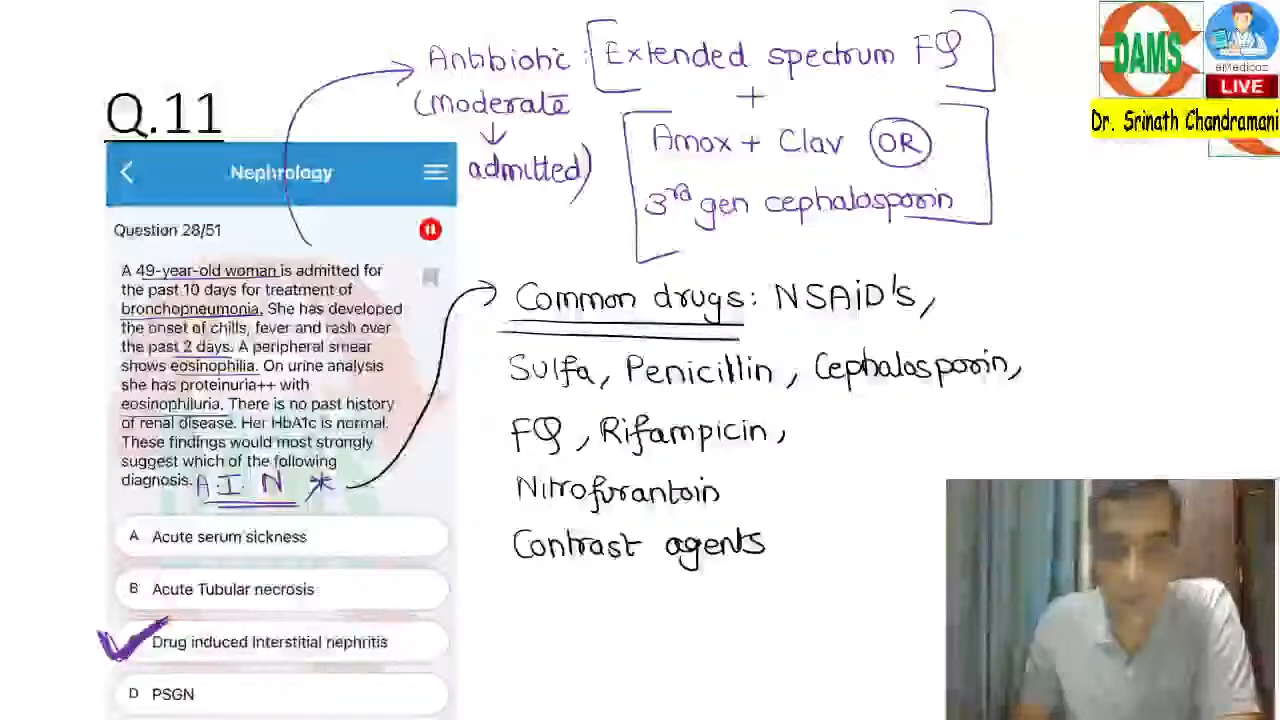 Q.11
Antibiotic : Extended spectrum FQ
(moderate
+
↓
admitted)
Amox + Clav OR
3rd gen cephalosporin
DAMS
eMedicoz
LIVE
Dr. Srinath Chandramani
Nephrology
Question 28/51
A 49-year-old woman is admitted for
the past 10 days for treatment of
bronchopneumonia. She has developed
the onset of chills, fever and rash over
the past 2 days. A peripheral smear
shows eosinophilia. On urine analysis
she has proteinuria++ with
eosinophiluria. There is no past history
of renal disease. Her HbA1c is normal.
These findings would most strongly
suggest which of the following
diagnosis.
A I N *
A Acute serum sickness
B Acute Tubular necrosis
Drug induced Interstitial nephritis
D PSGN
Common drugs: NSAiD's,
Sulfa, Penicillin, Cephalosporin,
FQ, Rifampicin,
Nitrofurantoin
Contrast agents